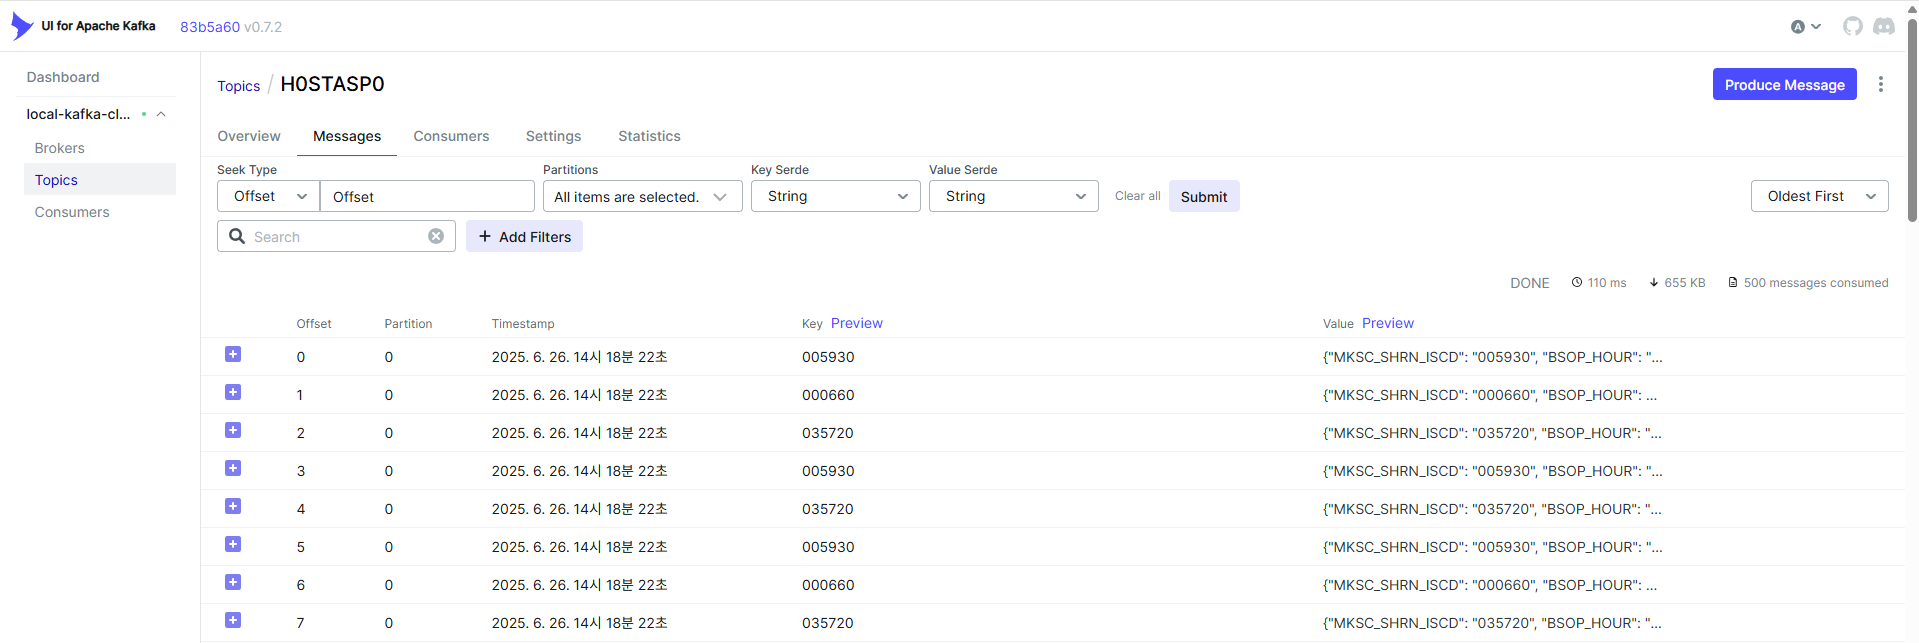 UI for Apache Kafka 83b5a60 v0.7.2 A
Dashboard
local-kafka-cl...
Brokers
Topics
Consumers
Topics / H0STASP0 Produce Message
Overview Messages Consumers Settings Statistics
Seek Type Partitions Key Serde Value Serde
Offset Offset All items are selected. String String Clear all Submit Oldest First
Search Add Filters
DONE 110 ms 655 KB 500 messages consumed
Offset Partition Timestamp Key Preview Value Preview
0 0 2025. 6. 26. 14시 18분 22초 005930 {"MKSC_SHRN_ISCD": "005930", "BSOP_HOUR": "...
1 0 2025. 6. 26. 14시 18분 22초 000660 {"MKSC_SHRN_ISCD": "000660", "BSOP_HOUR": ...
2 0 2025. 6. 26. 14시 18분 22초 035720 {"MKSC_SHRN_ISCD": "035720", "BSOP_HOUR": "...
3 0 2025. 6. 26. 14시 18분 22초 005930 {"MKSC_SHRN_ISCD": "005930", "BSOP_HOUR": "...
4 0 2025. 6. 26. 14시 18분 22초 035720 {"MKSC_SHRN_ISCD": "035720", "BSOP_HOUR": "...
5 0 2025. 6. 26. 14시 18분 22초 005930 {"MKSC_SHRN_ISCD": "005930", "BSOP_HOUR": "...
6 0 2025. 6. 26. 14시 18분 22초 000660 {"MKSC_SHRN_ISCD": "000660", "BSOP_HOUR": ...
7 0 2025. 6. 26. 14시 18분 22초 035720 {"MKSC_SHRN_ISCD": "035720", "BSOP_HOUR": "...